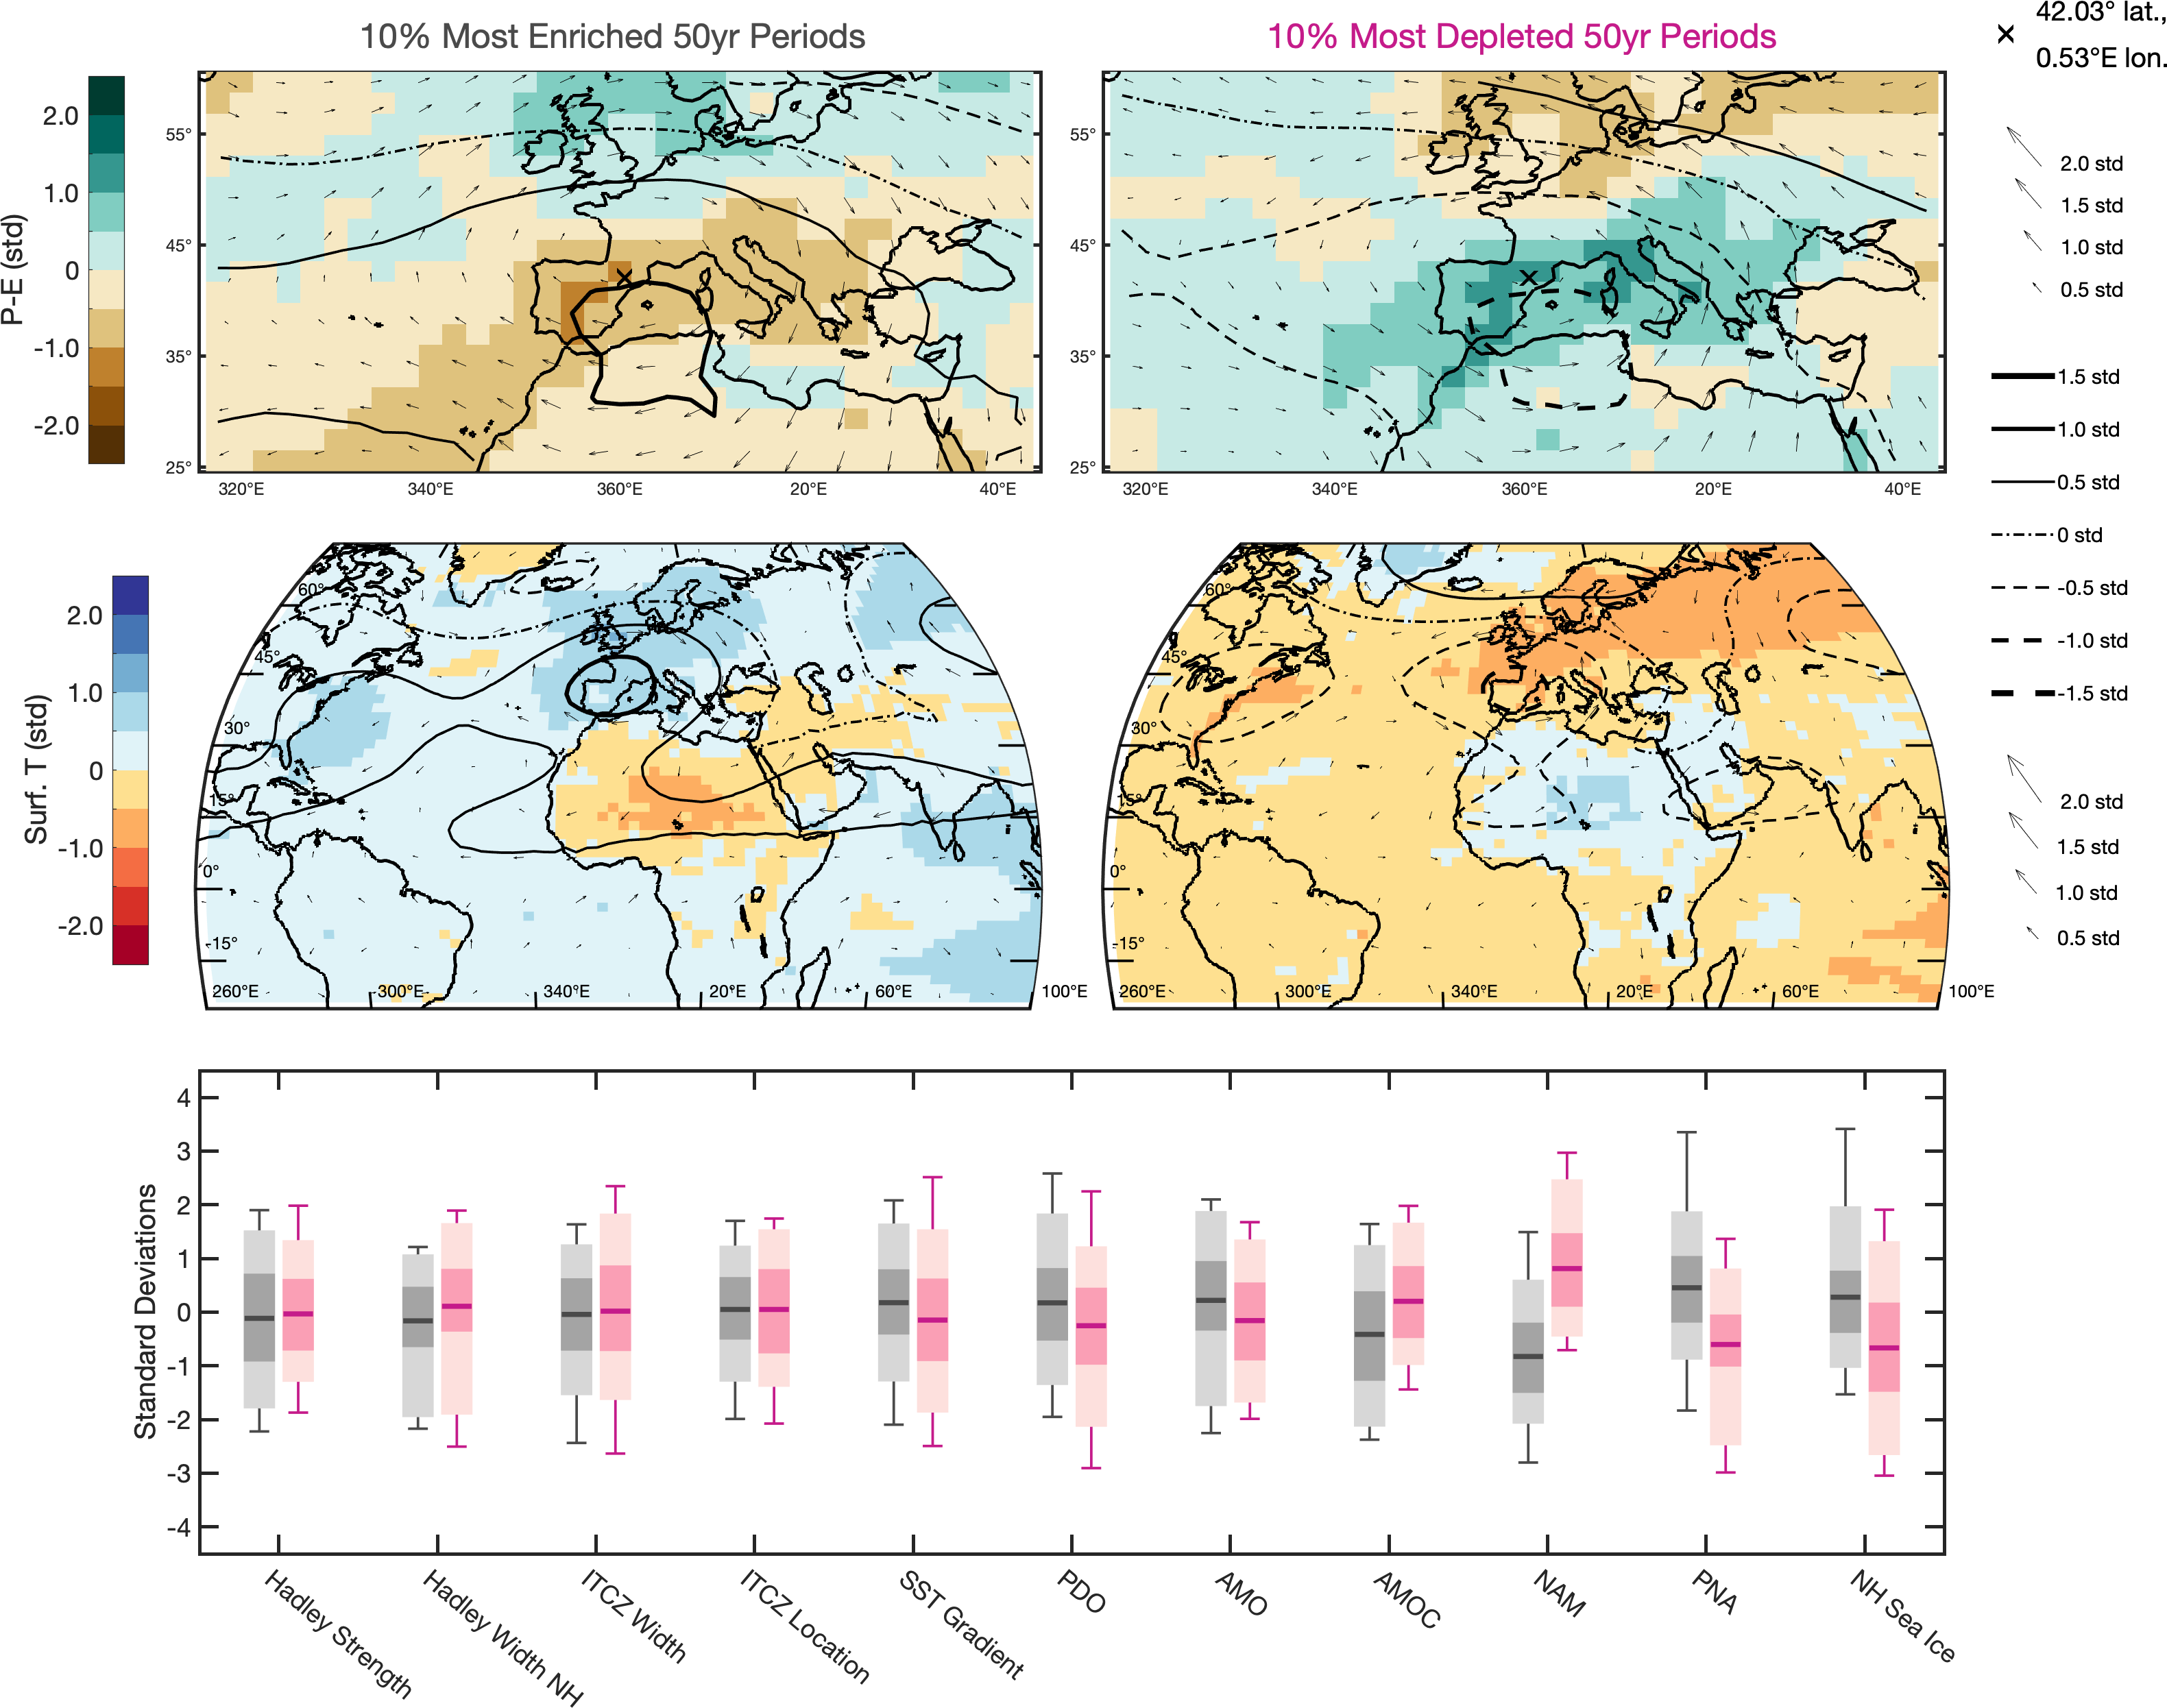 10% Most Enriched 50yr Periods
10% Most Depleted 50yr Periods
× 42.03° lat.,
0.53°E lon.
P-E (std)
2.0
1.0
0
-1.0
-2.0
55°
45°
35°
25°
320°E 340°E 360°E 20°E 40°E
55°
45°
35°
25°
320°E 340°E 360°E 20°E 40°E
2.0 std
1.5 std
1.0 std
0.5 std
1.5 std
1.0 std
0.5 std
0 std
-0.5 std
-1.0 std
-1.5 std
Surf. T (std)
2.0
1.0
0
-1.0
-2.0
60°
45°
30°
15°
0°
-15°
260°E 300°E 340°E 20°E 60°E 100°E
60°
45°
30°
15°
0°
-15°
260°E 300°E 340°E 20°E 60°E 100°E
2.0 std
1.5 std
1.0 std
0.5 std
Standard Deviations
4
3
2
1
0
-1
-2
-3
-4
Hadley Strength
Hadley Width NH
ITCZ Width
ITCZ Location
SST Gradient
PDO
AMO
AMOC
NAM
PNA
NH Sea Ice